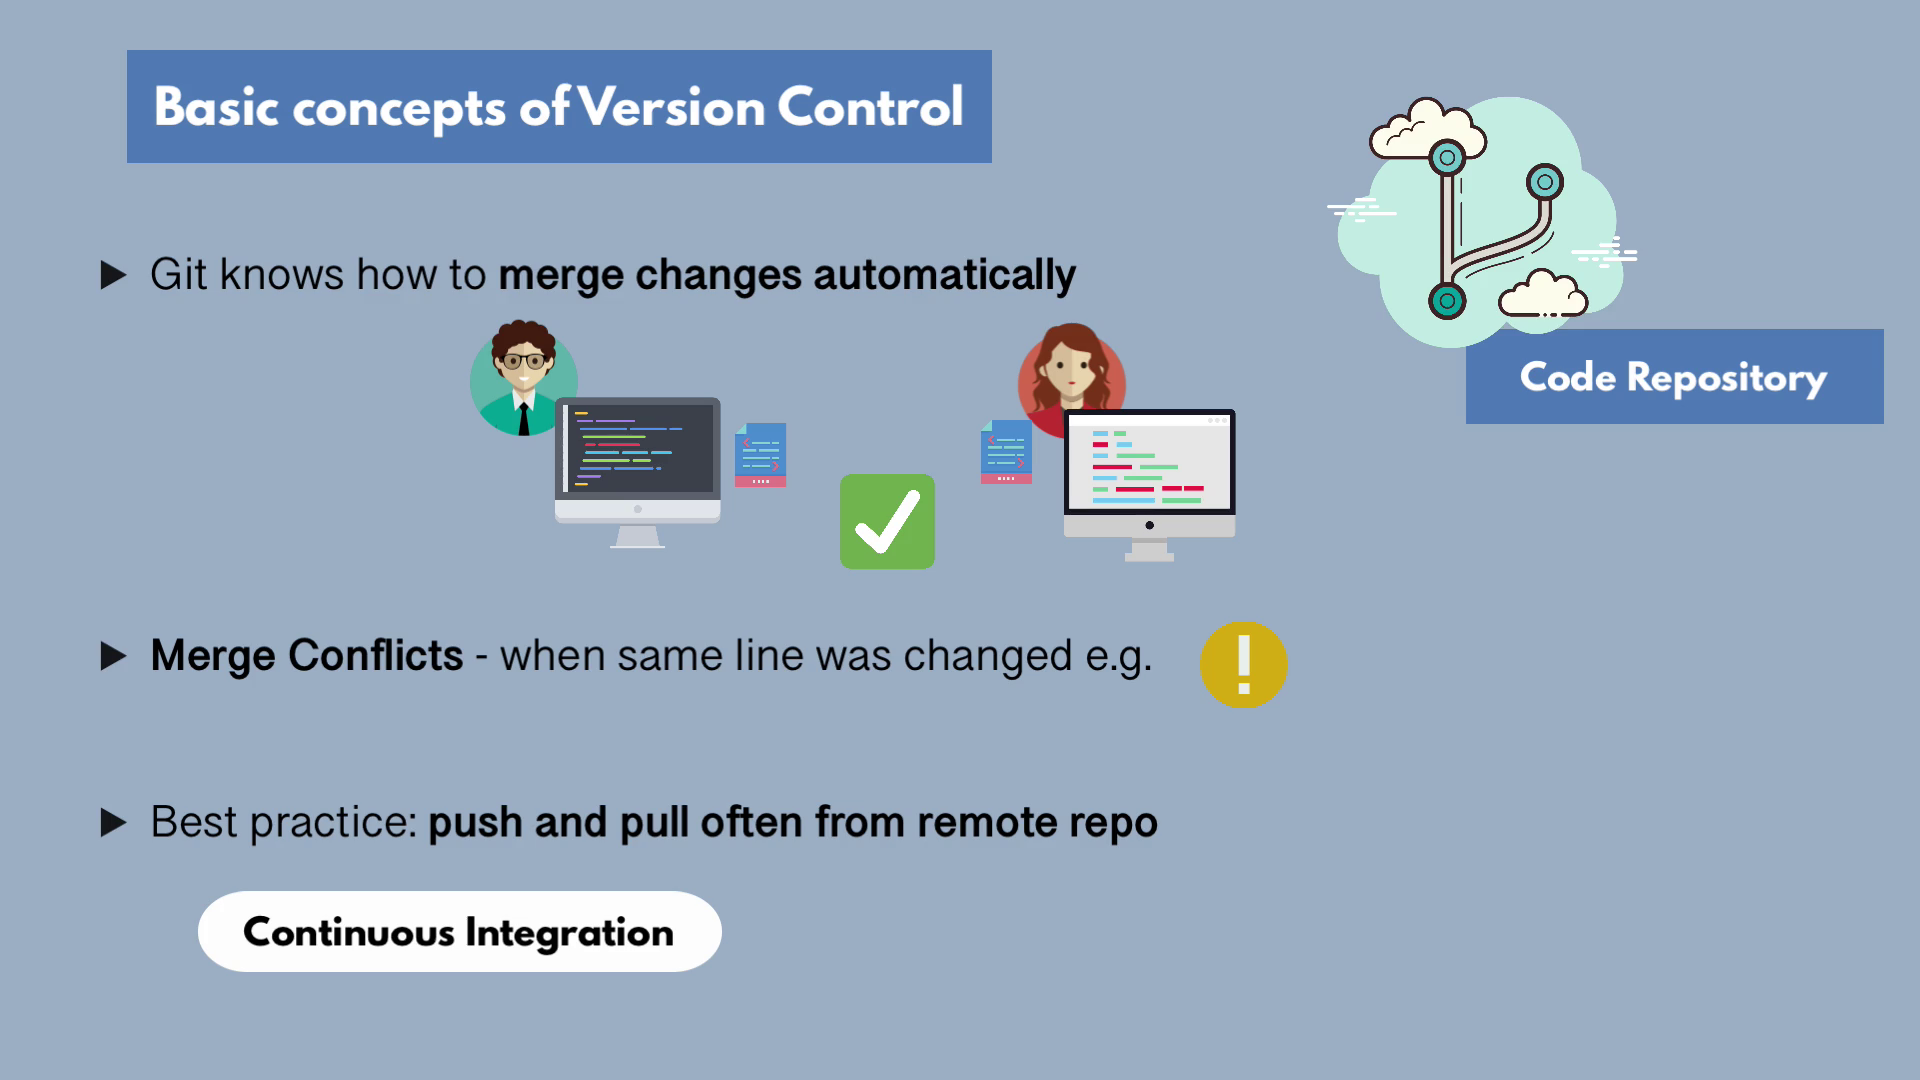 Basic concepts of Version Control
Git knows how to merge changes automatically
Code Repository
Merge Conflicts - when same line was changed e.g.
Best practice: push and pull often from remote repo
Continuous Integration